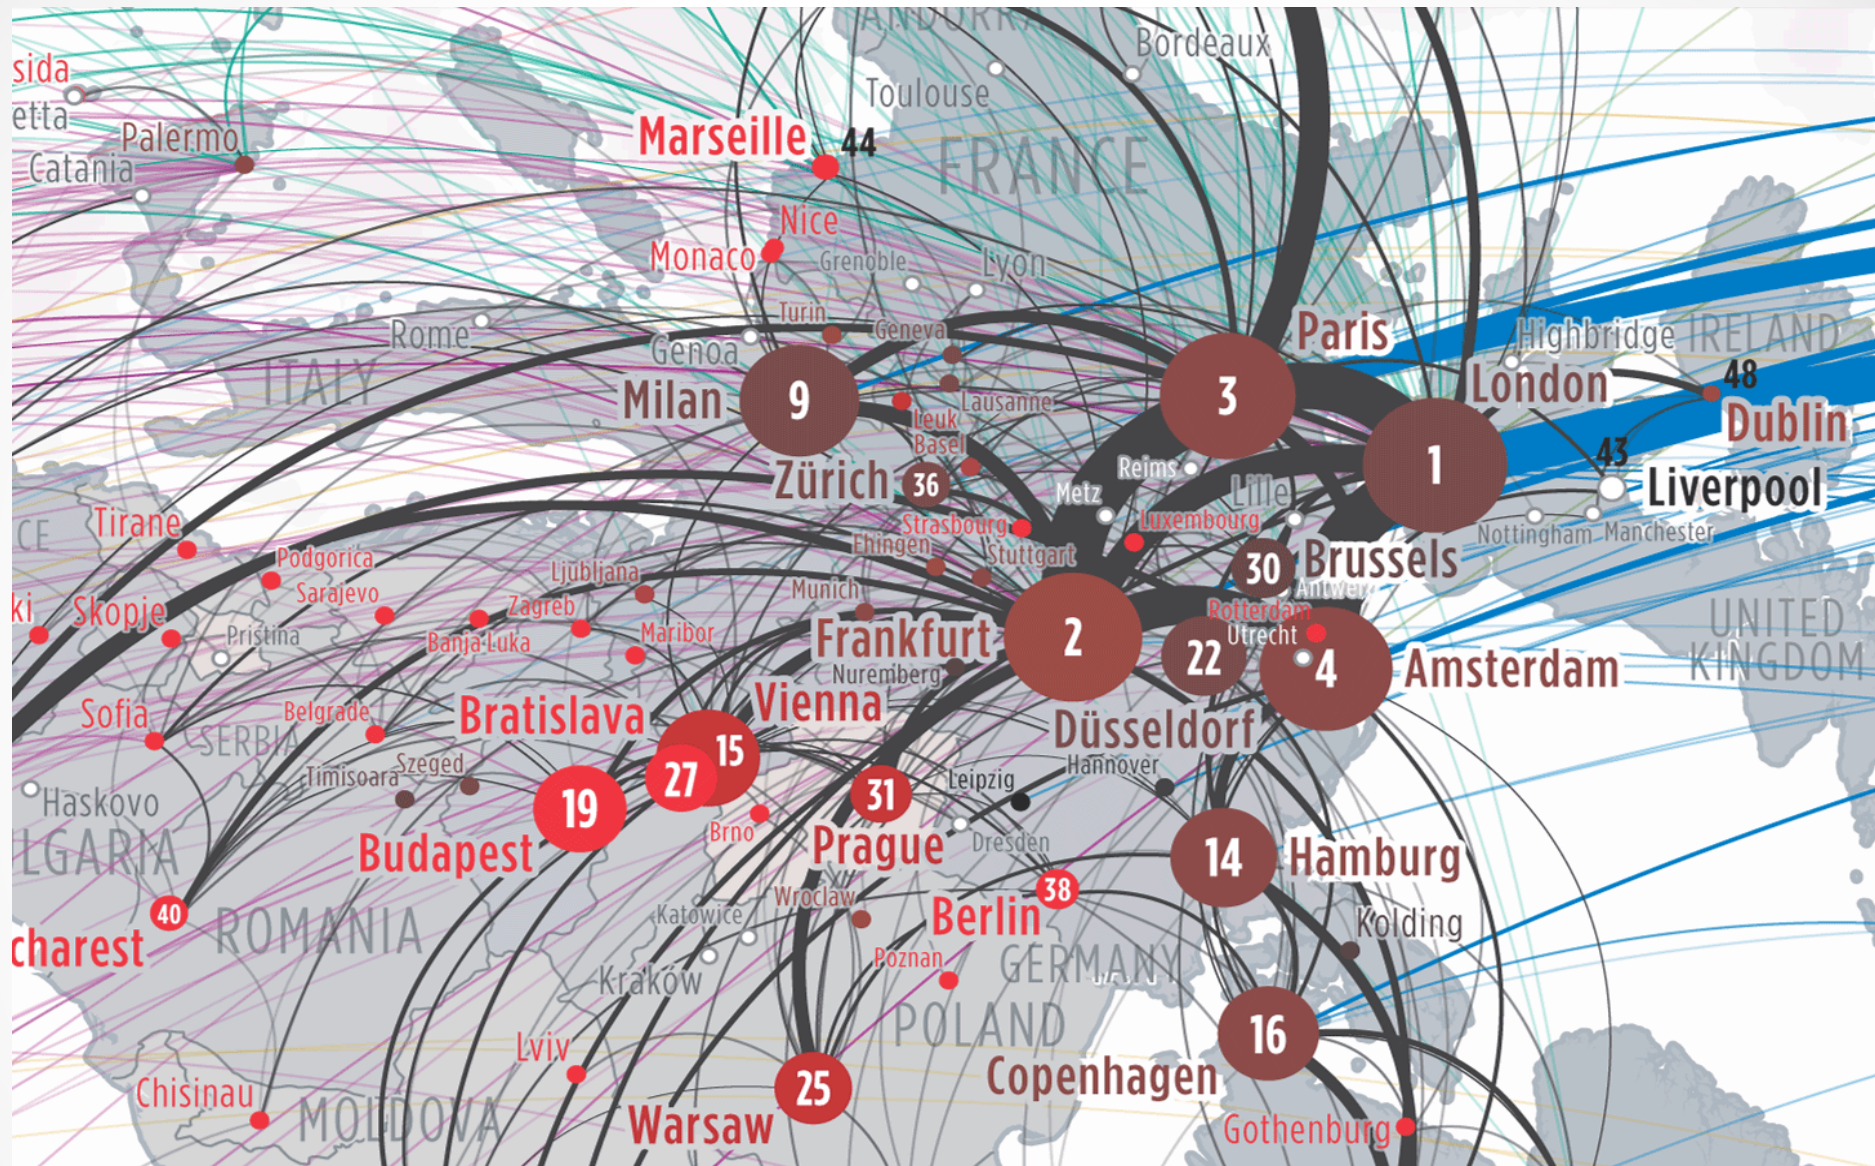 ANDORRA
Bordeaux
sida
Toulouse
etta
Palermo
Marseille
44
FRANCE
Catania
Nice
Monaco
Grenoble
Lyon
Turin
Geneva
Paris
Highbridge
IRELAND
Rome
Genoa
ITALY
Milan
9
3
London
48
Lausanne
Leuk
Dublin
Basel
43
1
Reims
Zürich
36
Metz
Lille
Liverpool
Tirane
Strasbourg
Luxembourg
Nottingham
Manchester
CE
Ehingen
Stuttgart
Podgorica
Ljubljana
30
Brussels
Sarajevo
Munich
ki
Skopje
Zagreb
Rotterdam
UNITED
KINGDOM
Pristina
Banja Luka
Maribor
Frankfurt
2
Utrecht
22
4
Amsterdam
Nuremberg
Sofia
Belgrade
Bratislava
Vienna
Düsseldorf
SERBIA
15
Timisoara
Szeged
27
Hannover
Leipzig
Haskovo
19
31
Brno
LGARIA
Budapest
Prague
Dresden
14
Hamburg
40
ROMANIA
Wroclaw
38
Katowice
Berlin
Kolding
charest
Poznan
GERMANY
Kraków
POLAND
16
Lviv
Copenhagen
Chisinau
25
MOLDOVA
Warsaw
Gothenburg